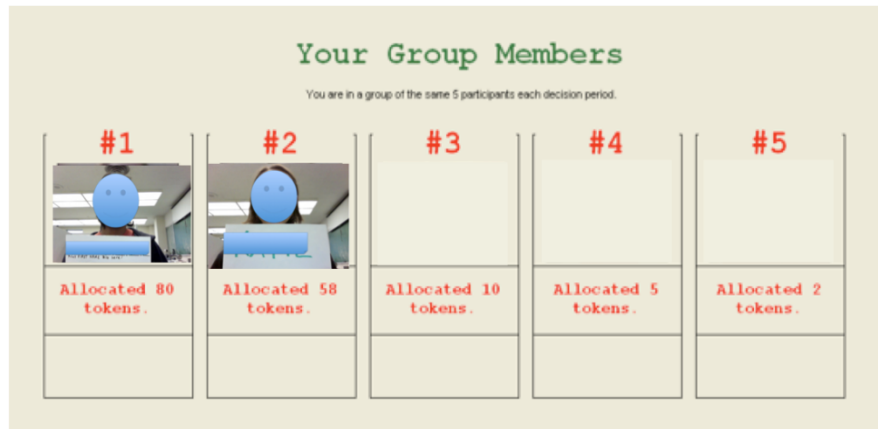 Your Group Members
You are in a group of the same 5 participants each decision period.
#1
#2
#3
#4
#5
Allocated 80
tokens.
Allocated 58
tokens.
Allocated 10
tokens.
Allocated 5
tokens.
Allocated 2
tokens.